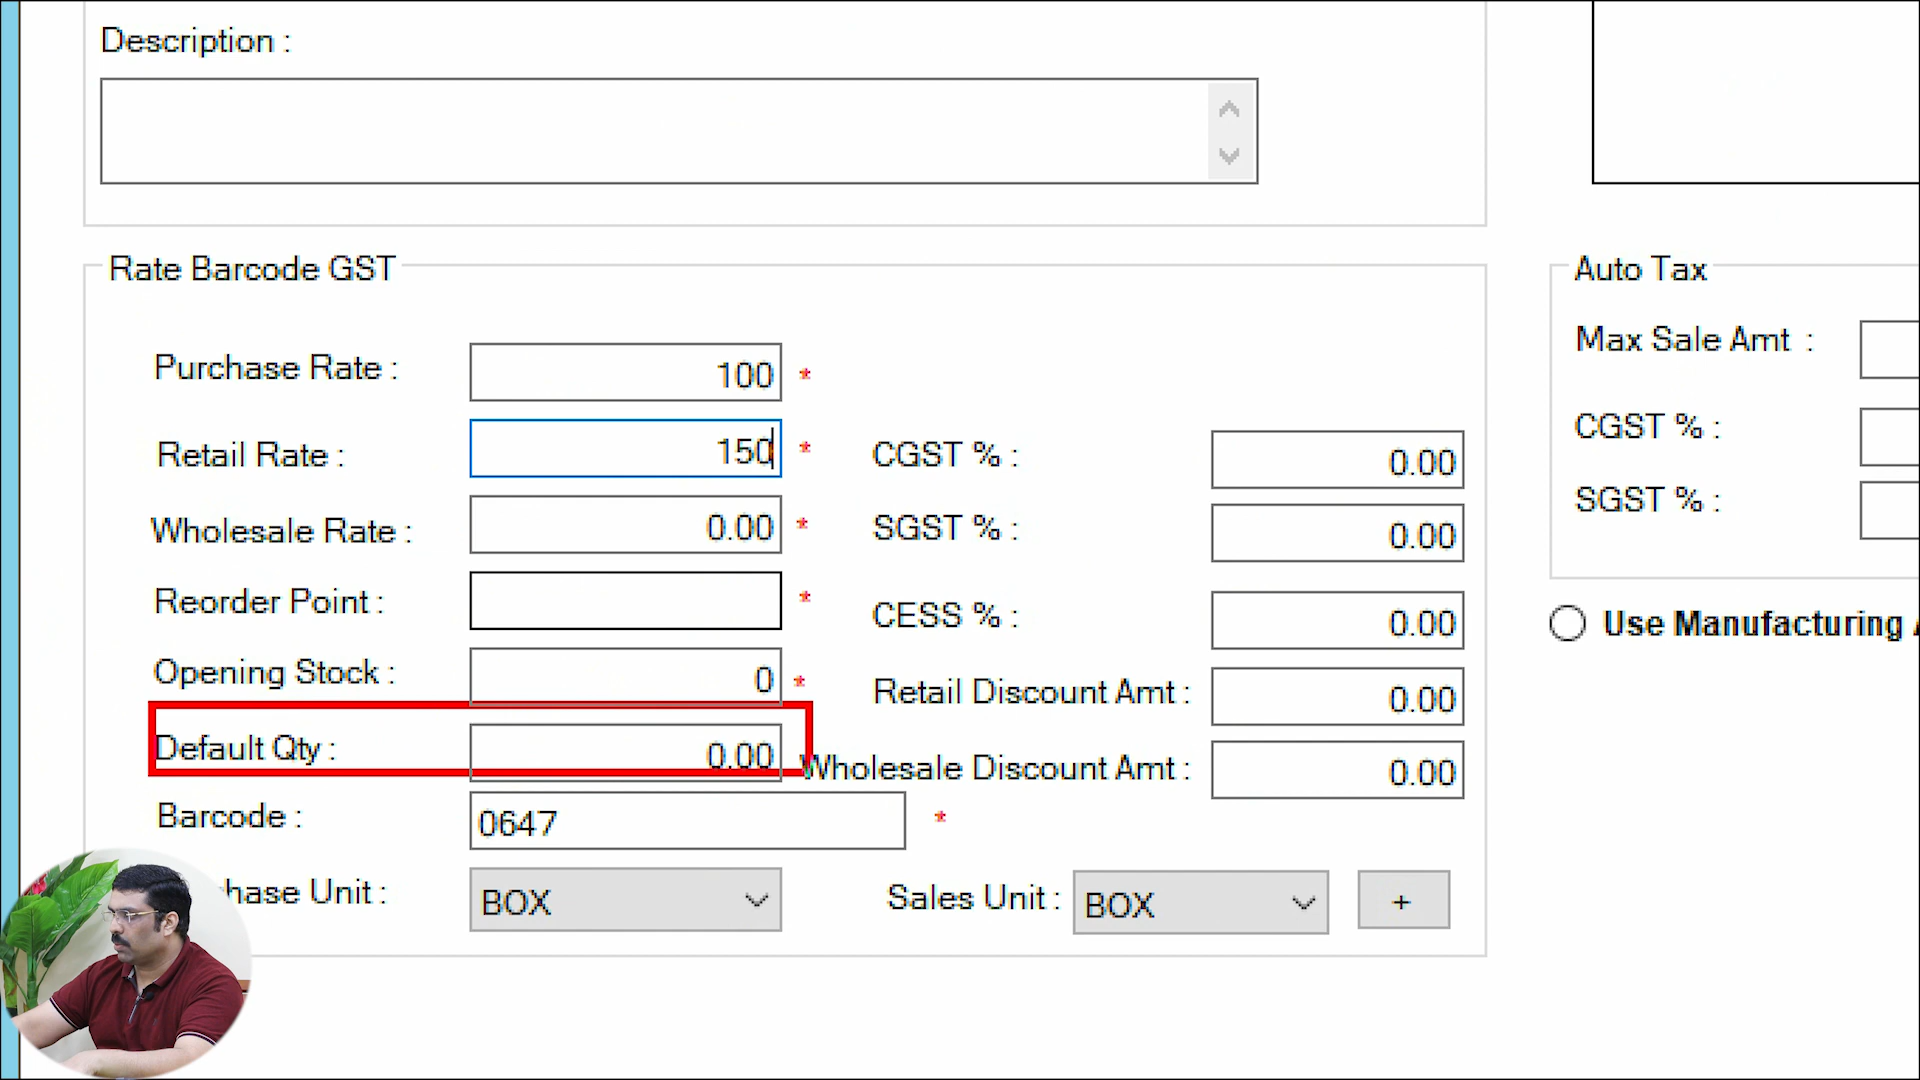 Description :
Rate Barcode GST
Purchase Rate : 100 *
Retail Rate : 150 *
Wholesale Rate : 0.00 *
Reorder Point : *
Opening Stock : 0 *
Default Qty : 0.00
Barcode : 0647 *
hase Unit : BOX
CGST % : 0.00
SGST % : 0.00
CESS % : 0.00
Retail Discount Amt : 0.00
Wholesale Discount Amt : 0.00
Sales Unit : BOX +
Auto Tax
Max Sale Amt :
CGST % :
SGST % :
Use Manufacturing